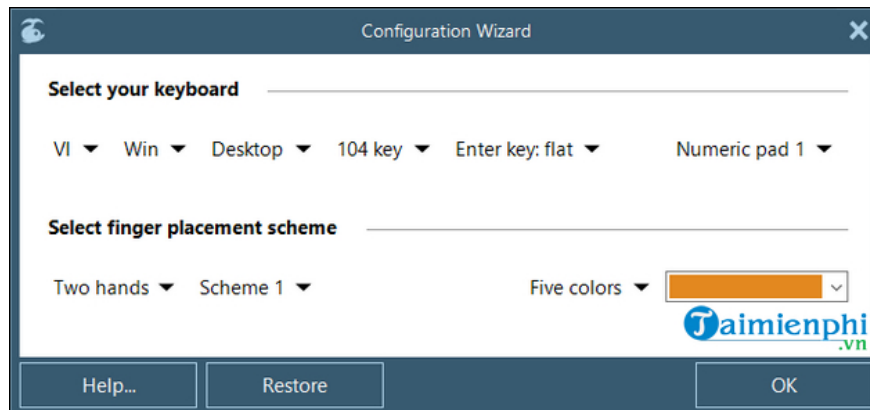 Configuration Wizard
Select your keyboard
VI Win Desktop 104 key Enter key: flat Numeric pad 1
Select finger placement scheme
Two hands Scheme 1 Five colors
Taimienphi
.vn
Help... Restore OK